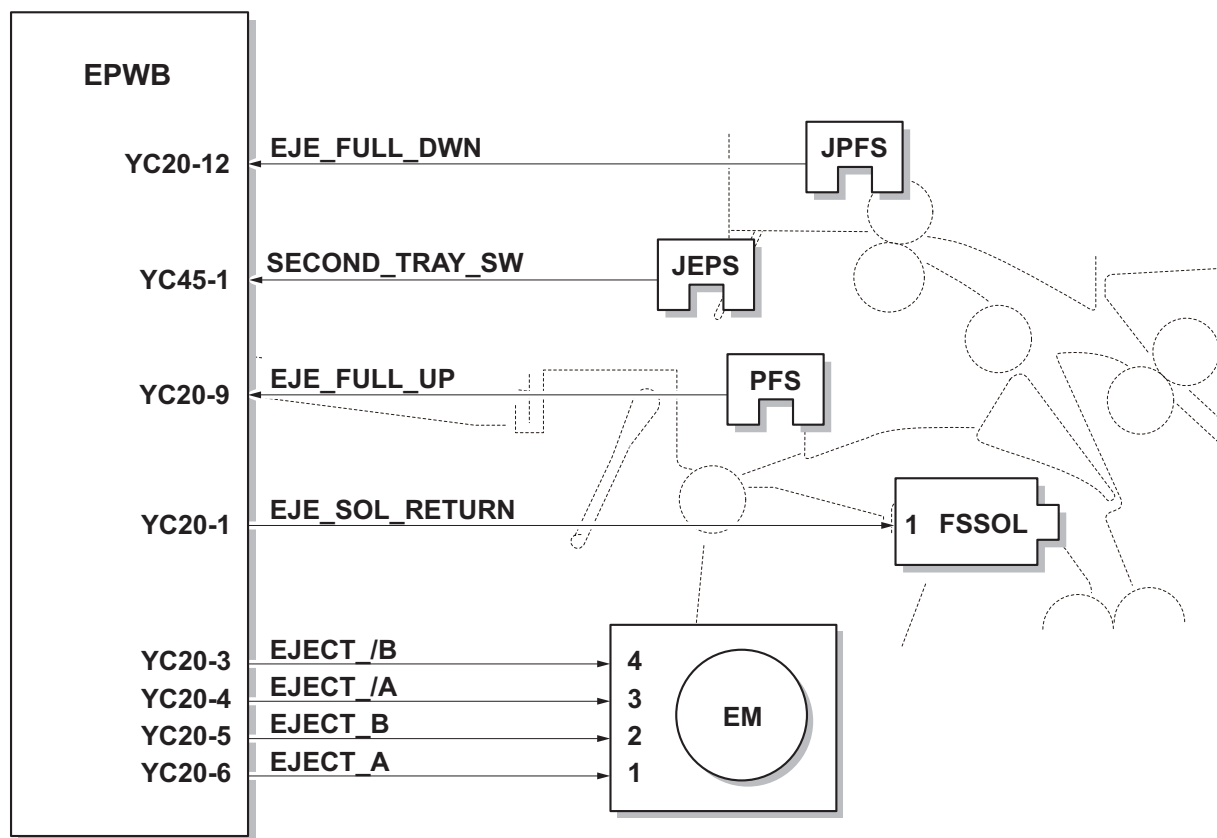 EPWB
YC20-12 EJE_FULL_DWN JPFS
YC45-1 SECOND_TRAY_SW JEPS
YC20-9 EJE_FULL_UP PFS
YC20-1 EJE_SOL_RETURN 1 FSSOL
YC20-3 EJECT_/B 4
YC20-4 EJECT_/A 3
YC20-5 EJECT_B 2
YC20-6 EJECT_A 1
EM